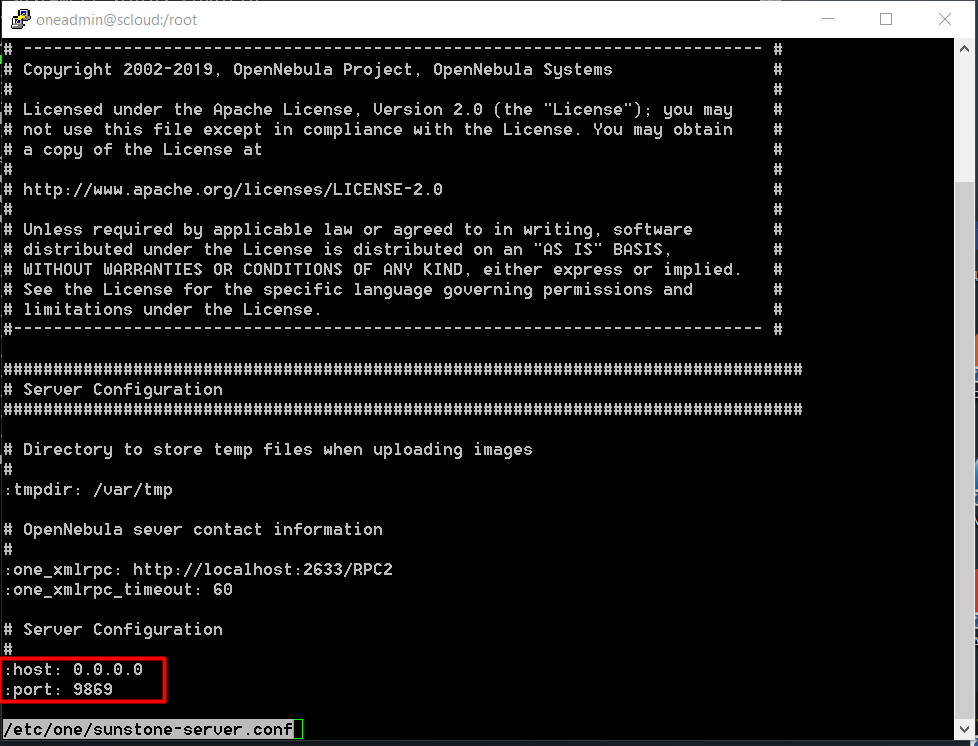 oneadmin@scloud:/root
# -------------------------------------------------------------------------- #
# Copyright 2002-2019, OpenNebula Project, OpenNebula Systems #
# #
# Licensed under the Apache License, Version 2.0 (the "License"); you may #
# not use this file except in compliance with the License. You may obtain #
# a copy of the License at #
# #
# http://www.apache.org/licenses/LICENSE-2.0 #
# #
# Unless required by applicable law or agreed to in writing, software #
# distributed under the License is distributed on an "AS IS" BASIS, #
# WITHOUT WARRANTIES OR CONDITIONS OF ANY KIND, either express or implied. #
# See the License for the specific language governing permissions and #
# limitations under the License. #
#--------------------------------------------------------------------------- #
################################################################################
# Server Configuration
################################################################################
# Directory to store temp files when uploading images
#
:tmpdir: /var/tmp
# OpenNebula sever contact information
#
:one_xmlrpc: http://localhost:2633/RPC2
:one_xmlrpc_timeout: 60
# Server Configuration
#
:host: 0.0.0.0
:port: 9869
/etc/one/sunstone-server.conf